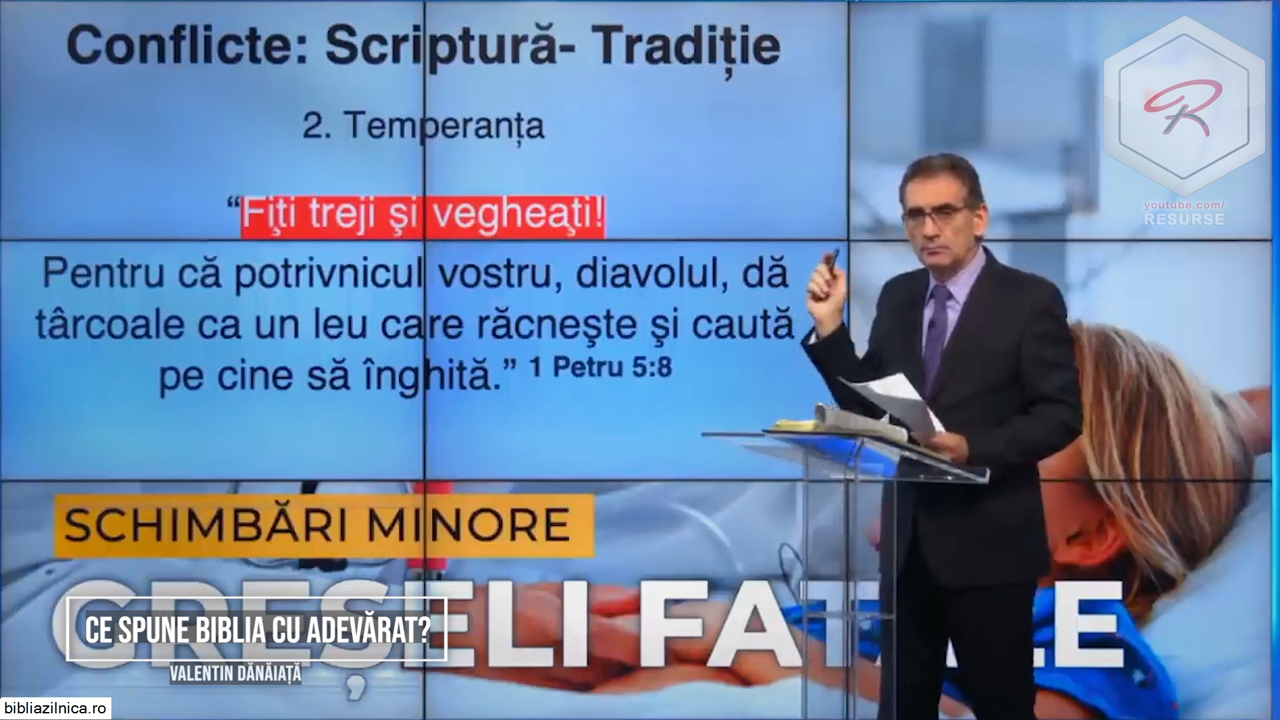 Conflicte: Scriptură- Tradiție
2. Temperanța
“Fiţi treji şi vegheaţi!
Pentru că potrivnicul vostru, diavolul, dă
târcoale ca un leu care răcneşte şi caută
pe cine să înghită.” 1 Petru 5:8
R
youtube.com/
RESURSE
SCHIMBĂRI MINORE
GREȘELI FATALE
CE SPUNE BIBLIA CU ADEVĂRAT?
VALENTIN DĂNĂIAȚĂ
bibliazilnica.ro